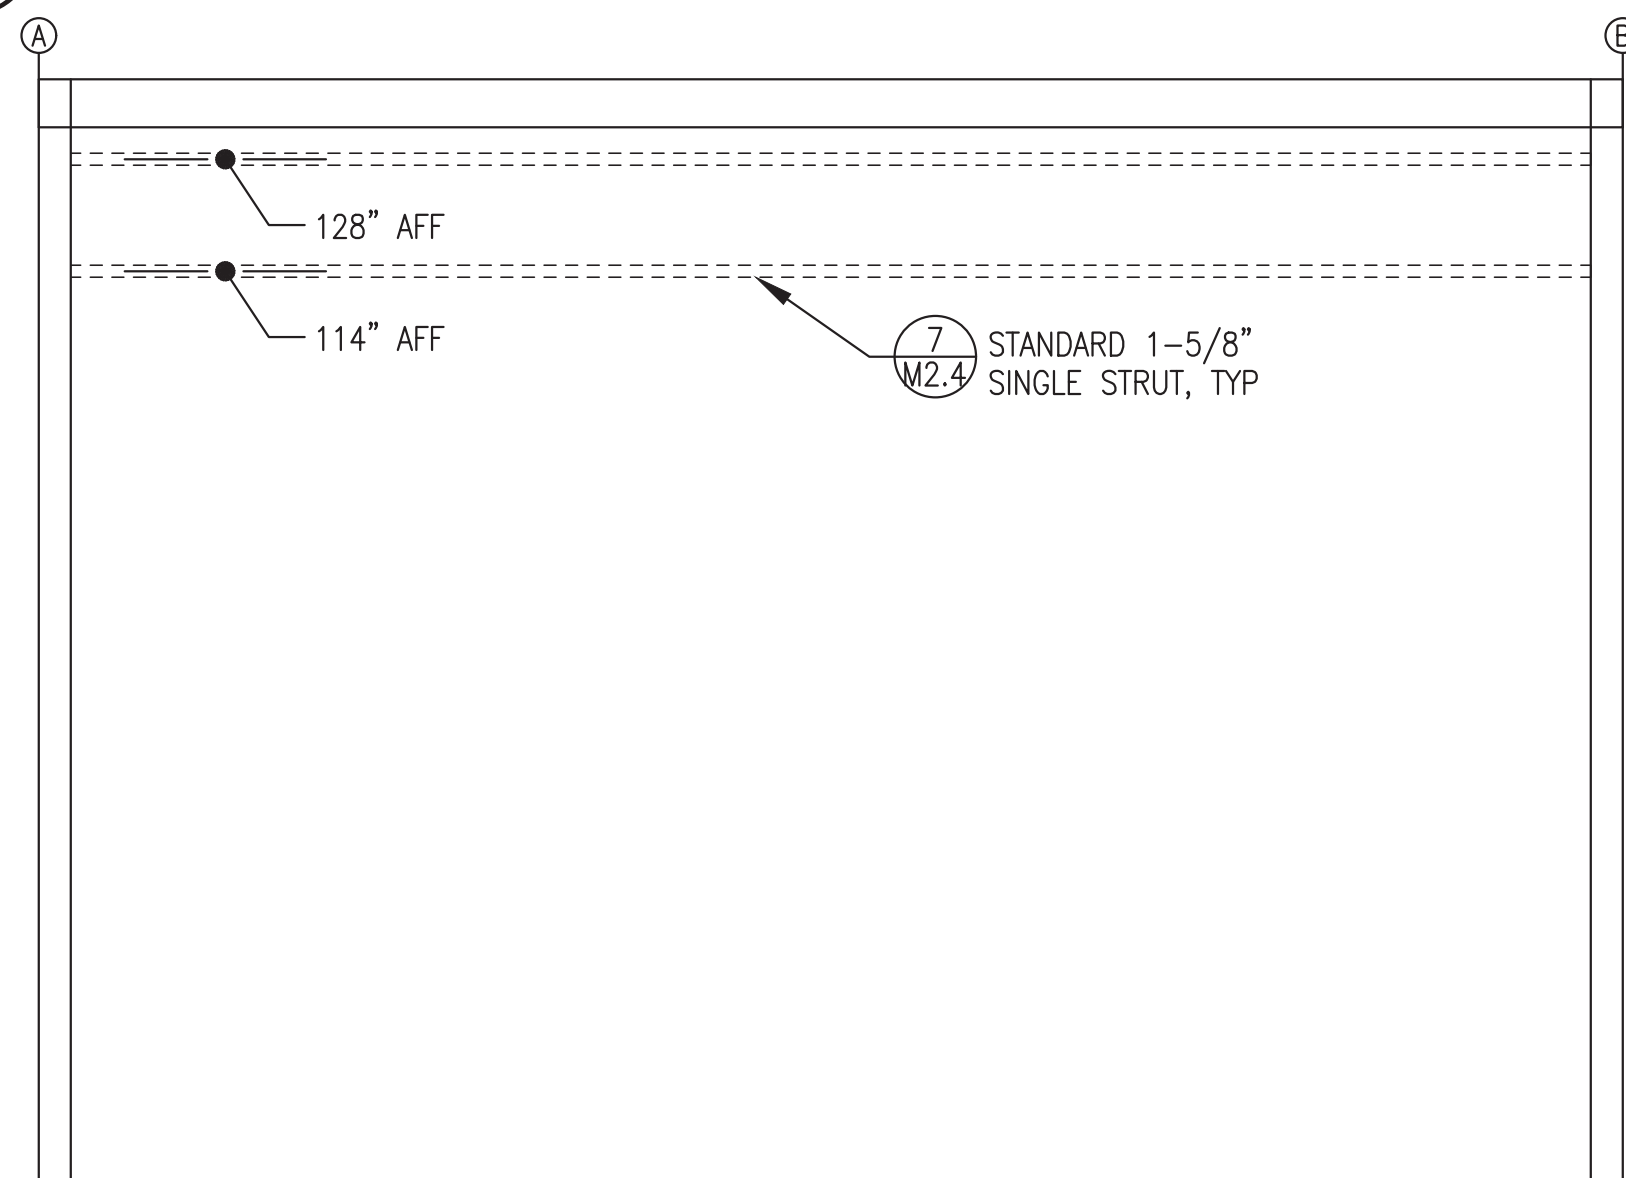 A
B
128” AFF
114” AFF
7
M2.4
STANDARD 1-5/8”
SINGLE STRUT, TYP